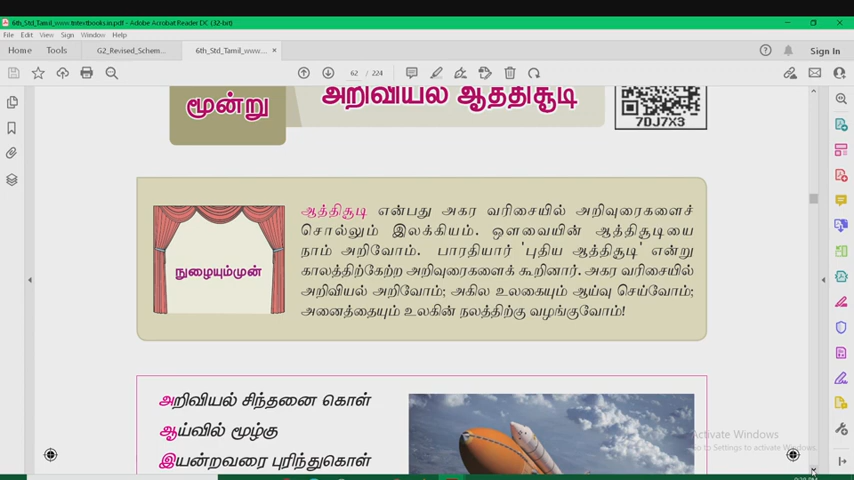 6th_Std_Tamil_www.tntextbooks.in.pdf - Adobe Acrobat Reader DC (32-bit)
File Edit View Sign Window Help
Home Tools G2_Revised_Schem... 6th_Std_Tamil_www.... × Sign In
62 / 224
மூன்று
அறிவியல் ஆத்திசூடி
7DJ7X3
நுழையும்முன்
ஆத்திசூடி என்பது அகர வரிசையில் அறிவுரைகளைச்
சொல்லும் இலக்கியம். ஔவையின் ஆத்திசூடியை
நாம் அறிவோம். பாரதியார் 'புதிய ஆத்திசூடி' என்று
காலத்திற்கேற்ற அறிவுரைகளைக் கூறினார். அகர வரிசையில்
அறிவியல் அறிவோம்; அகில உலகையும் ஆய்வு செய்வோம்;
அனைத்தையும் உலகின் நலத்திற்கு வழங்குவோம்!
அறிவியல் சிந்தனை கொள்
ஆய்வில் மூழ்கு
இயன்றவரை புரிந்துகொள்
Activate Windows
Go to Settings to activate Windows.